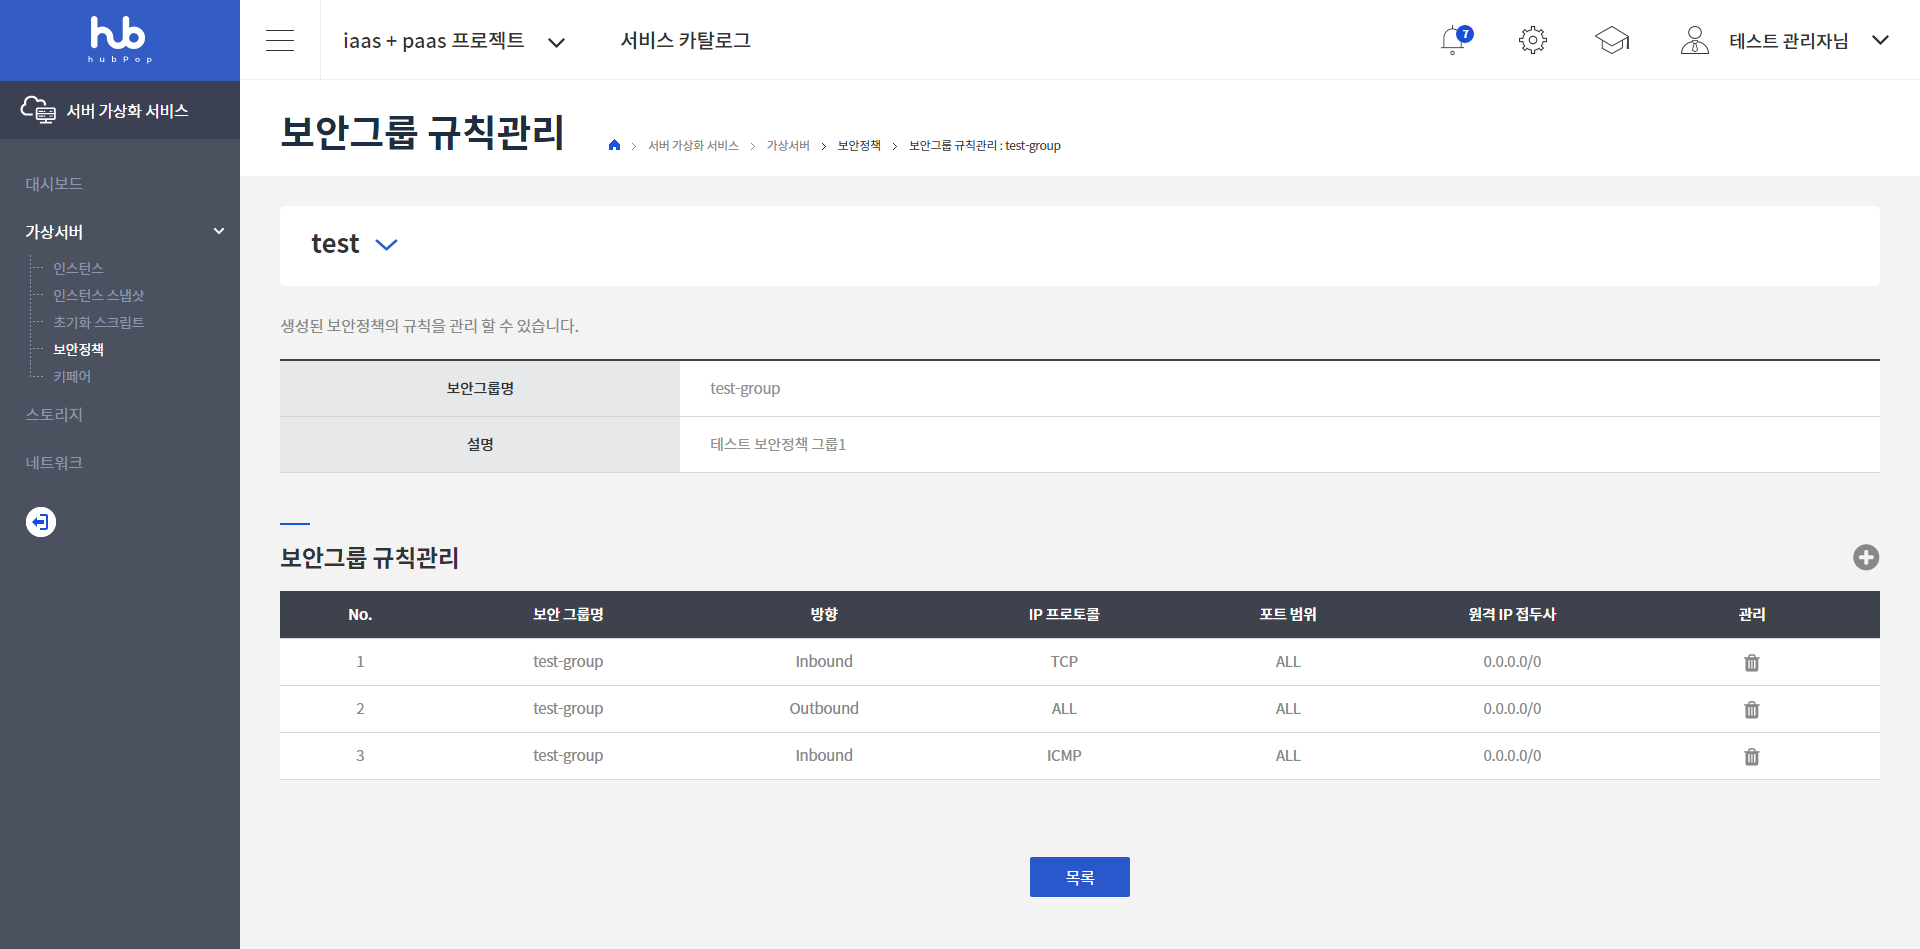 hub
hubPop
iaas + paas 프로젝트
서비스 카탈로그
7
테스트 관리자님
서버 가상화 서비스
대시보드
가상서버
인스턴스
인스턴스 스냅샷
초기화 스크립트
보안정책
키페어
스토리지
네트워크
보안그룹 규칙관리
서버 가상화 서비스 > 가상서버 > 보안정책 > 보안그룹 규칙관리 : test-group
test
생성된 보안정책의 규칙을 관리 할 수 있습니다.
보안그룹명 test-group
설명 테스트 보안정책 그룹1
보안그룹 규칙관리
No. 보안 그룹명 방향 IP 프로토콜 포트 범위 원격 IP 접두사 관리
1 test-group Inbound TCP ALL 0.0.0.0/0
2 test-group Outbound ALL ALL 0.0.0.0/0
3 test-group Inbound ICMP ALL 0.0.0.0/0
목록